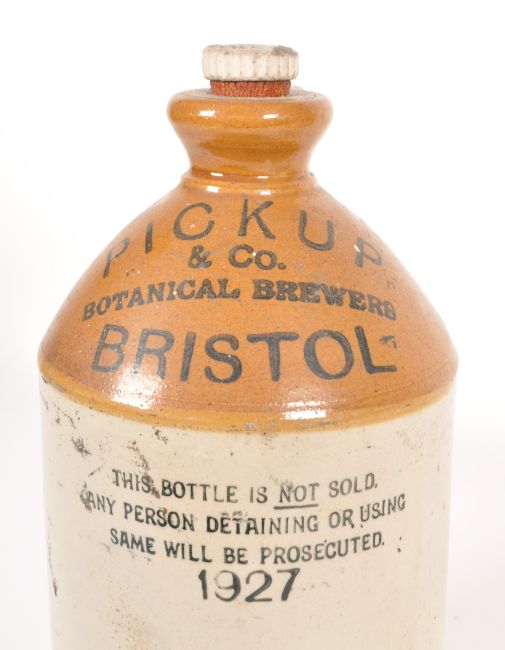 PICKUP
& CO.
BOTANICAL BREWERS
BRISTOL
THIS BOTTLE IS NOT SOLD.
ANY PERSON DETAINING OR USING
SAME WILL BE PROSECUTED.
1927